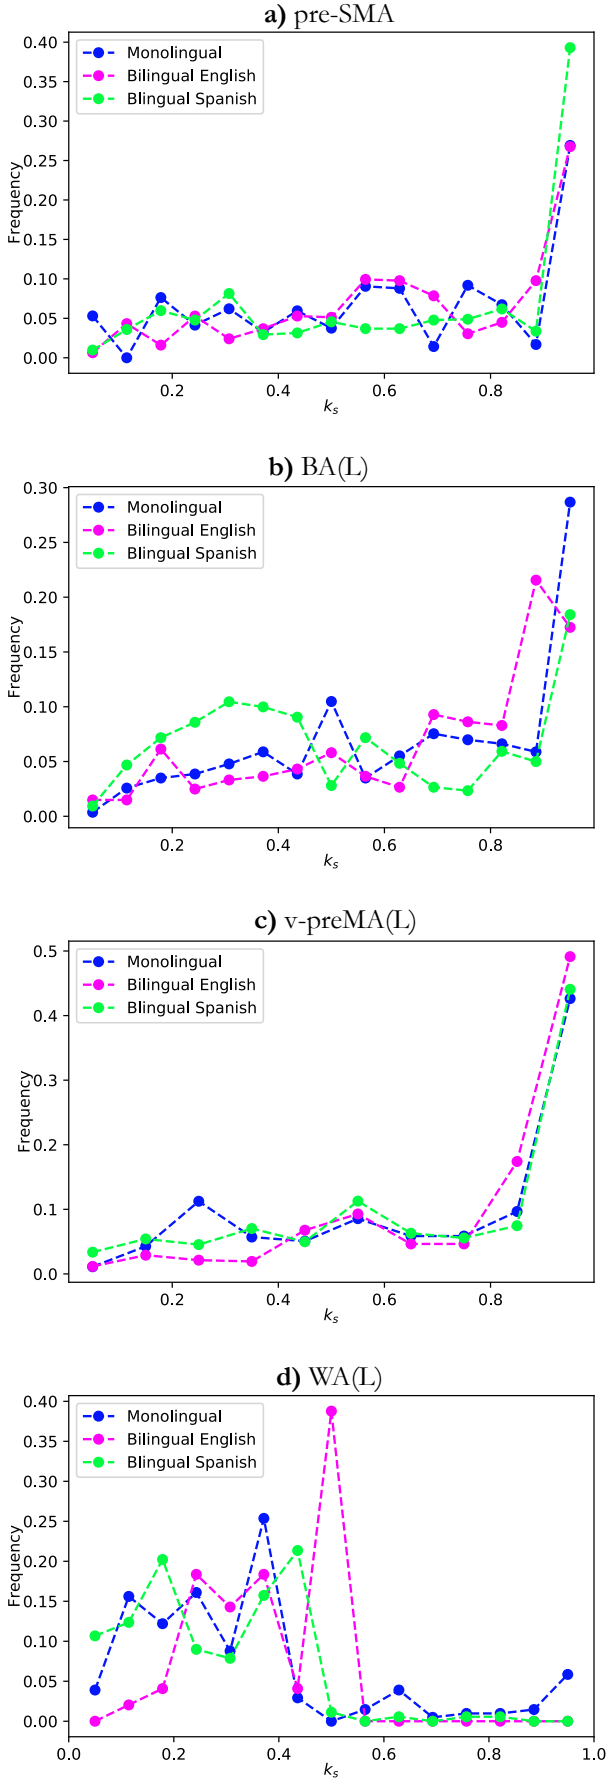 a) pre-SMA
0.40
0.35
0.30
0.25
0.20
0.15
0.10
0.05
0.00
Frequency
Monolingual
Bilingual English
Blingual Spanish
0.2 0.4 0.6 0.8
ks
b) BA(L)
0.30
0.25
0.20
0.15
0.10
0.05
0.00
Frequency
Monolingual
Bilingual English
Blingual Spanish
0.2 0.4 0.6 0.8
ks
c) v-preMA(L)
0.5
0.4
0.3
0.2
0.1
0.0
Frequency
Monolingual
Bilingual English
Blingual Spanish
0.2 0.4 0.6 0.8
ks
d) WA(L)
0.40
0.35
0.30
0.25
0.20
0.15
0.10
0.05
0.00
Frequency
Monolingual
Bilingual English
Blingual Spanish
0.0 0.2 0.4 0.6 0.8 1.0
ks